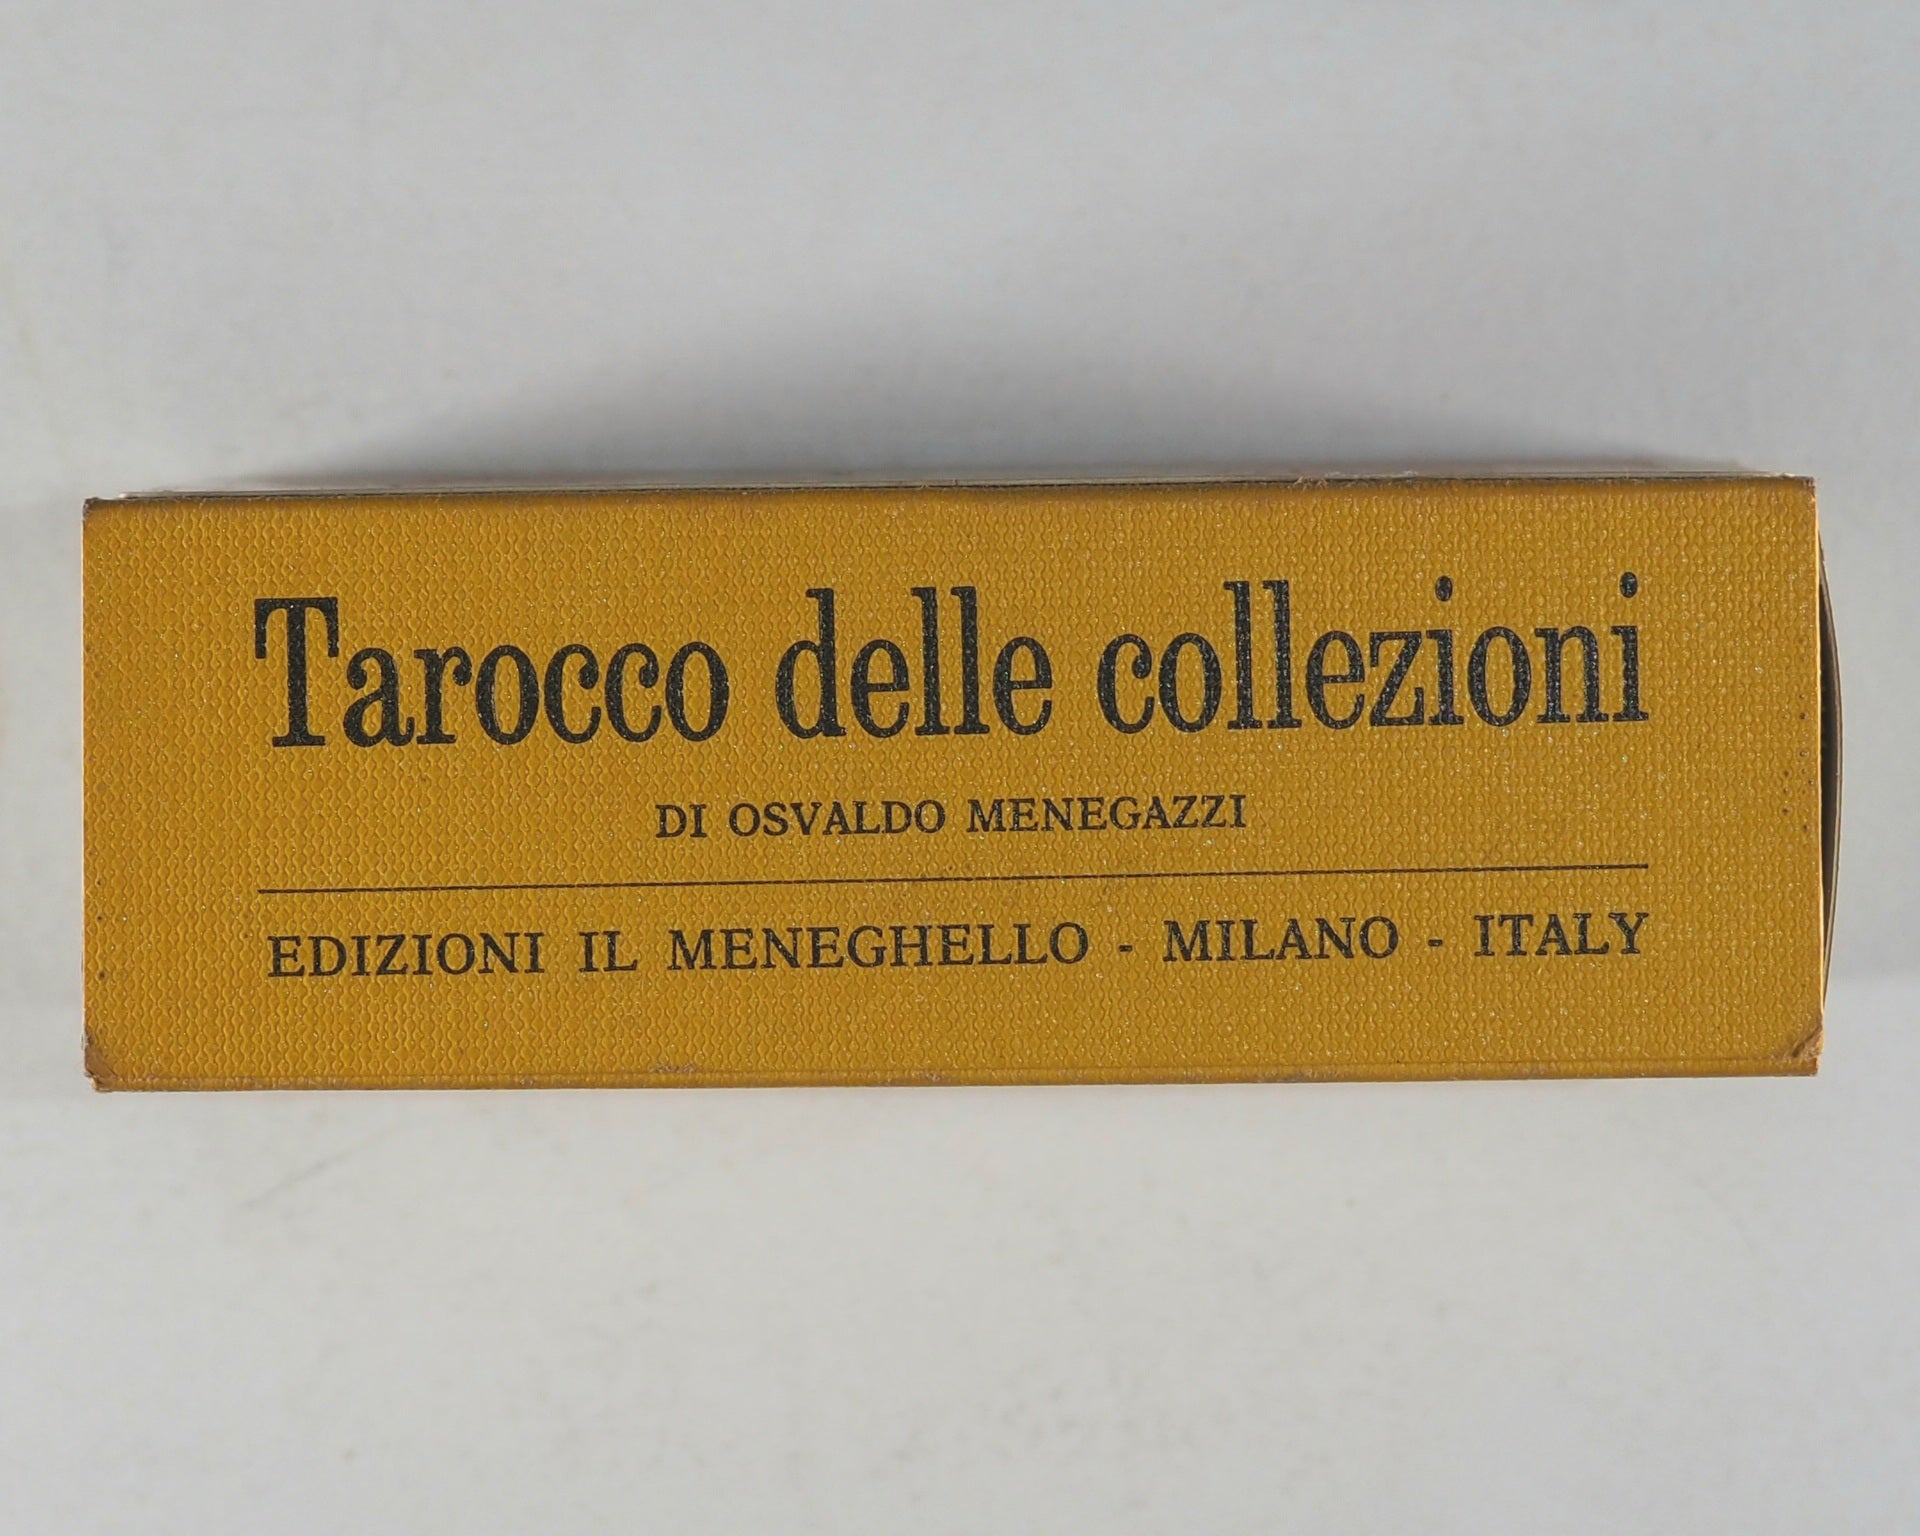 Tarocco delle collezioni
DI OSVALDO MENEGAZZI
EDIZIONI IL MENEGHELLO - MILANO - ITALY